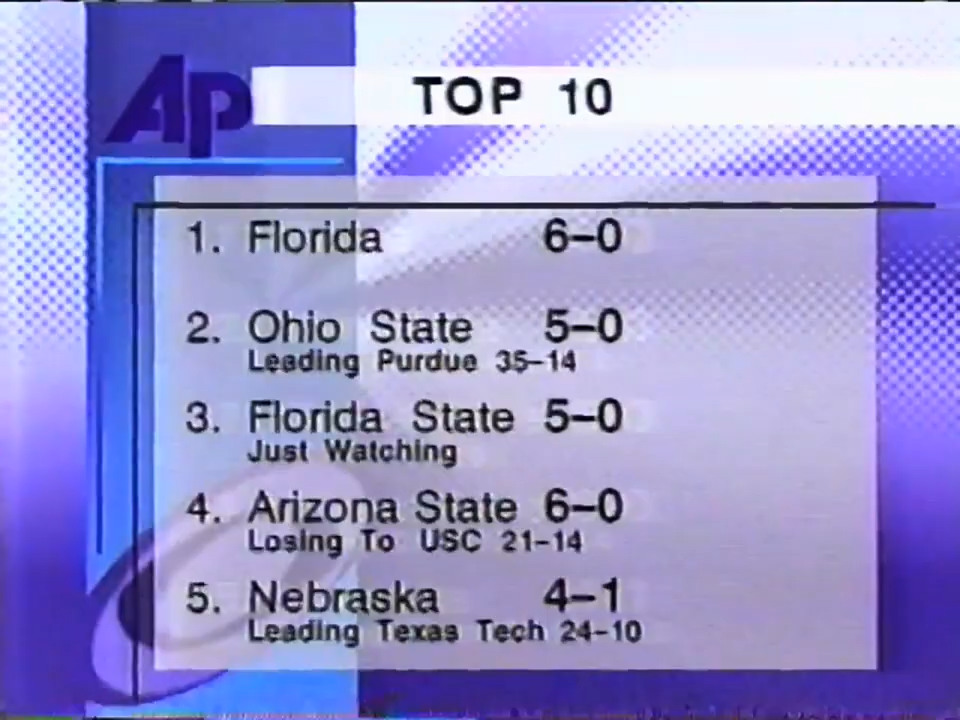 AP TOP 10
1. Florida 6-0
2. Ohio State 5-0
Leading Purdue 35-14
3. Florida State 5-0
Just Watching
4. Arizona State 6-0
Losing To USC 21-14
5. Nebraska 4-1
Leading Texas Tech 24-10